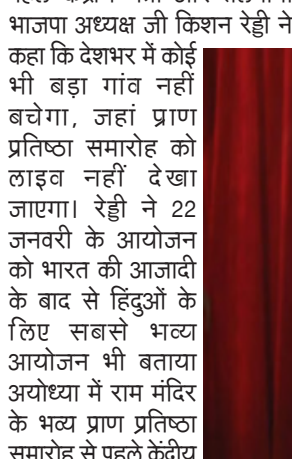 भाजपा अध्यक्ष जी किशन रेड्डी ने
कहा कि देशभर में कोई
भी बड़ा गांव नहीं
बचेगा, जहां प्राण
प्रतिष्ठा समारोह को
लाइव नहीं देखा
जाएगा। रेड्डी ने 22
जनवरी के आयोजन
को भारत की आजादी
के बाद से हिंदुओं के
लिए सबसे भव्य
आयोजन भी बताया
अयोध्या में राम मंदिर
के भव्य प्राण प्रतिष्ठा
समारोह से पहले केंद्रीय